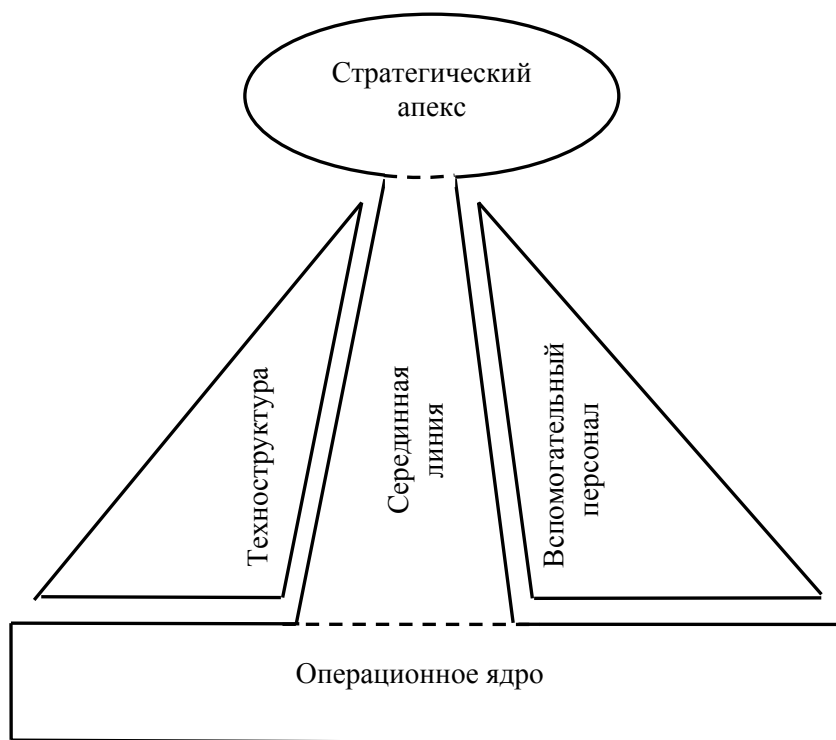 Стратегический
апекс
Техноструктура
Серединная
линия
Вспомогательный
персонал
Операционное ядро